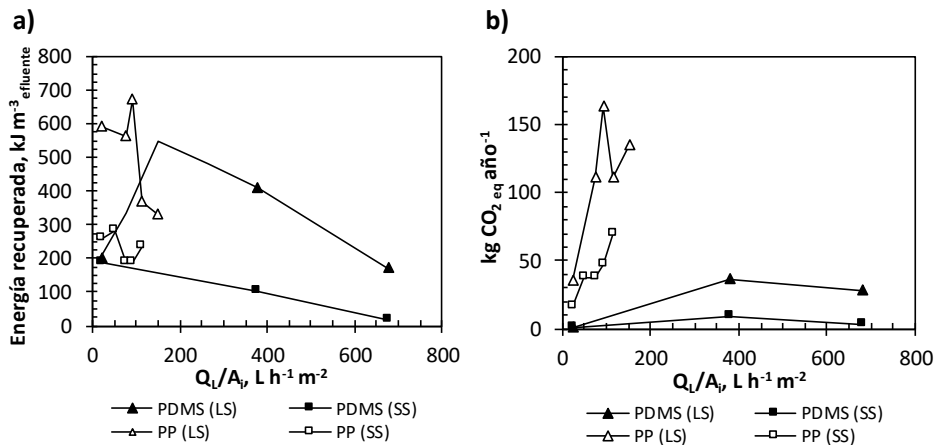 a)
Energía recuperada, kJ m-3 efluente
800
700
600
500
400
300
200
100
0
0 200 400 600 800
QL/Ai, L h-1 m-2
PDMS (LS) PDMS (SS)
PP (LS) PP (SS)
b)
kg CO2 eq año-1
200
150
100
50
0
0 200 400 600 800
QL/Ai, L h-1 m-2
PDMS (LS) PDMS (SS)
PP (LS) PP (SS)